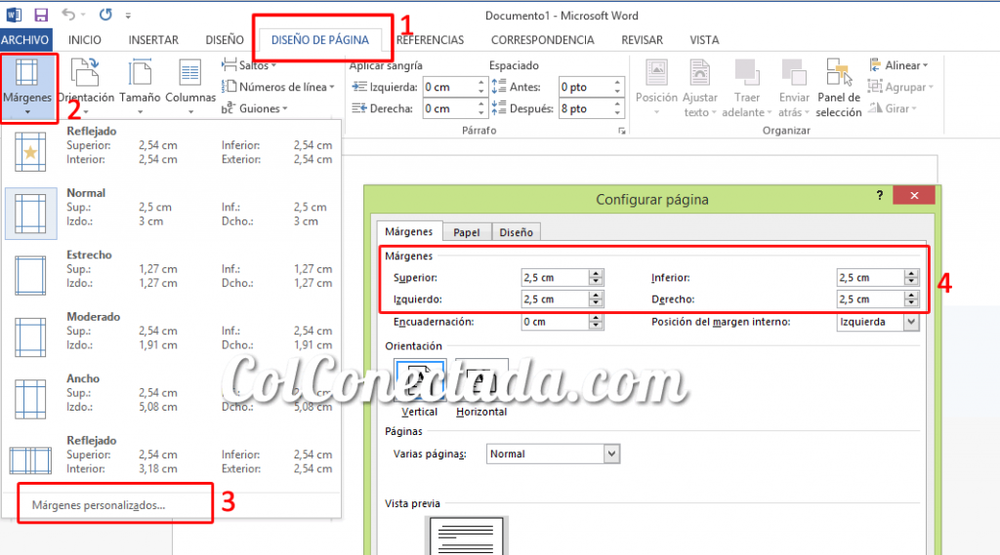 Documento1 - Microsoft Word
ARCHIVO INICIO INSERTAR DISEÑO DISEÑO DE PÁGINA REFERENCIAS CORRESPONDENCIA REVISAR VISTA
1
Márgenes Orientación Tamaño Columnas
2
Saltos
Números de línea
Guiones
Aplicar sangría Espaciado
Izquierda: 0 cm Antes: 0 pto
Derecha: 0 cm Después: 8 pto
Párrafo
Posición Ajustar texto Traer adelante Enviar atrás Panel de selección
Alinear
Agrupar
Girar
Organizar
Reflejado
Superior: 2,54 cm Inferior: 2,54 cm
Interior: 2,54 cm Exterior: 2,54 cm
Normal
Sup.: 2,5 cm Inf.: 2,5 cm
Izdo.: 3 cm Dcho.: 3 cm
Estrecho
Sup.: 1,27 cm Inf.: 1,27 cm
Izdo.: 1,27 cm Dcho.: 1,27 cm
Moderado
Sup.: 2,54 cm Inf.: 2,54 cm
Izdo.: 1,91 cm Dcho.: 1,91 cm
Ancho
Sup.: 2,54 cm Inf.: 2,54 cm
Izdo.: 5,08 cm Dcho.: 5,08 cm
Reflejado
Superior: 2,54 cm Inferior: 2,54 cm
Interior: 3,18 cm Exterior: 2,54 cm
Márgenes personalizados...
3
Configurar página
? ×
Márgenes Papel Diseño
Márgenes
Superior: 2,5 cm Inferior: 2,5 cm
Izquierdo: 2,5 cm Derecho: 2,5 cm
4
Encuadernación: 0 cm Posición del margen interno: Izquierda
Orientación
ColConectada.com
Vertical Horizontal
Páginas
Varias páginas: Normal
Vista previa